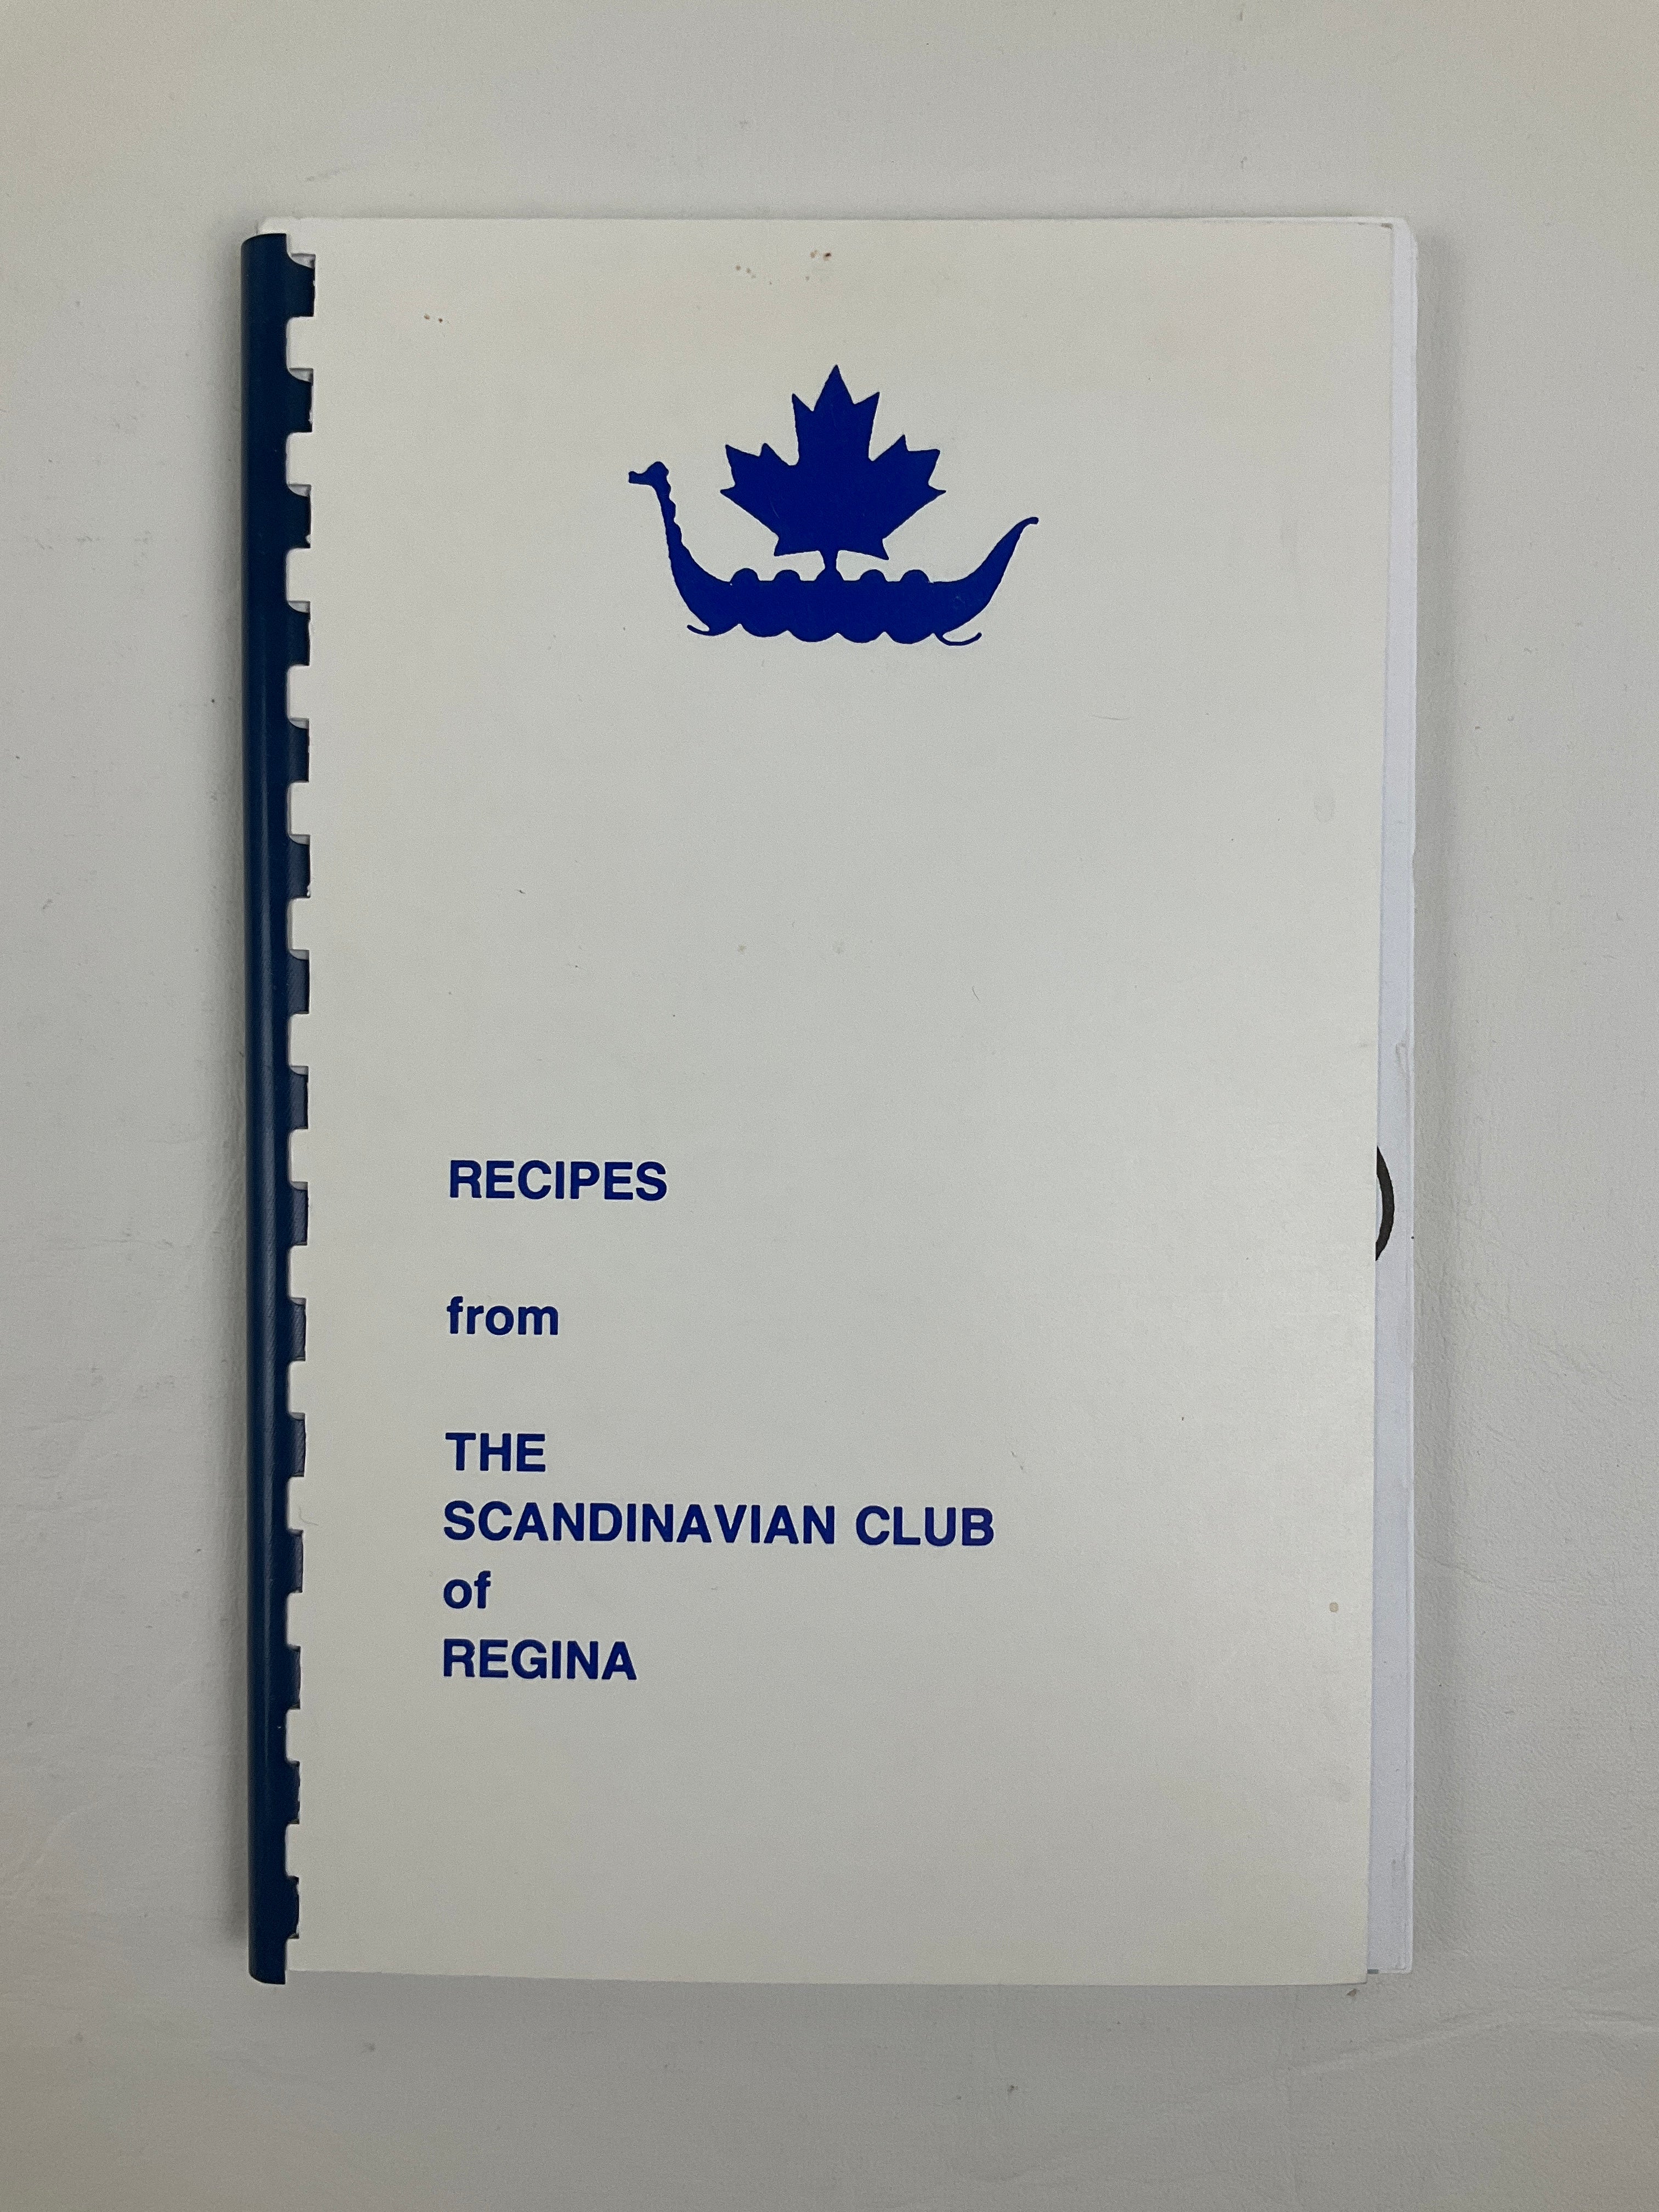 RECIPES
from
THE
SCANDINAVIAN CLUB
of
REGINA